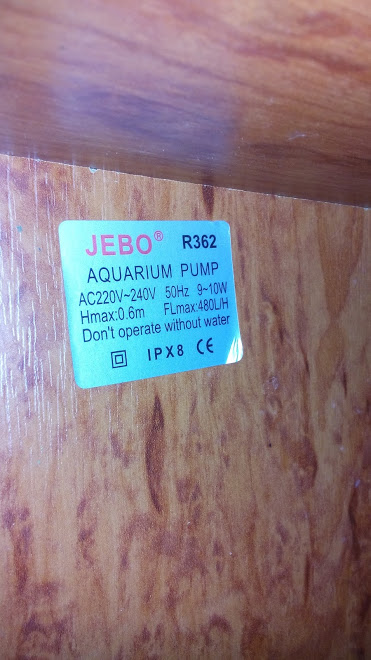 JEBO® R362
AQUARIUM PUMP
AC220V~240V 50Hz 9~10W
Hmax:0.6m FLmax:480L/H
Don't operate without water
IPX8 CE